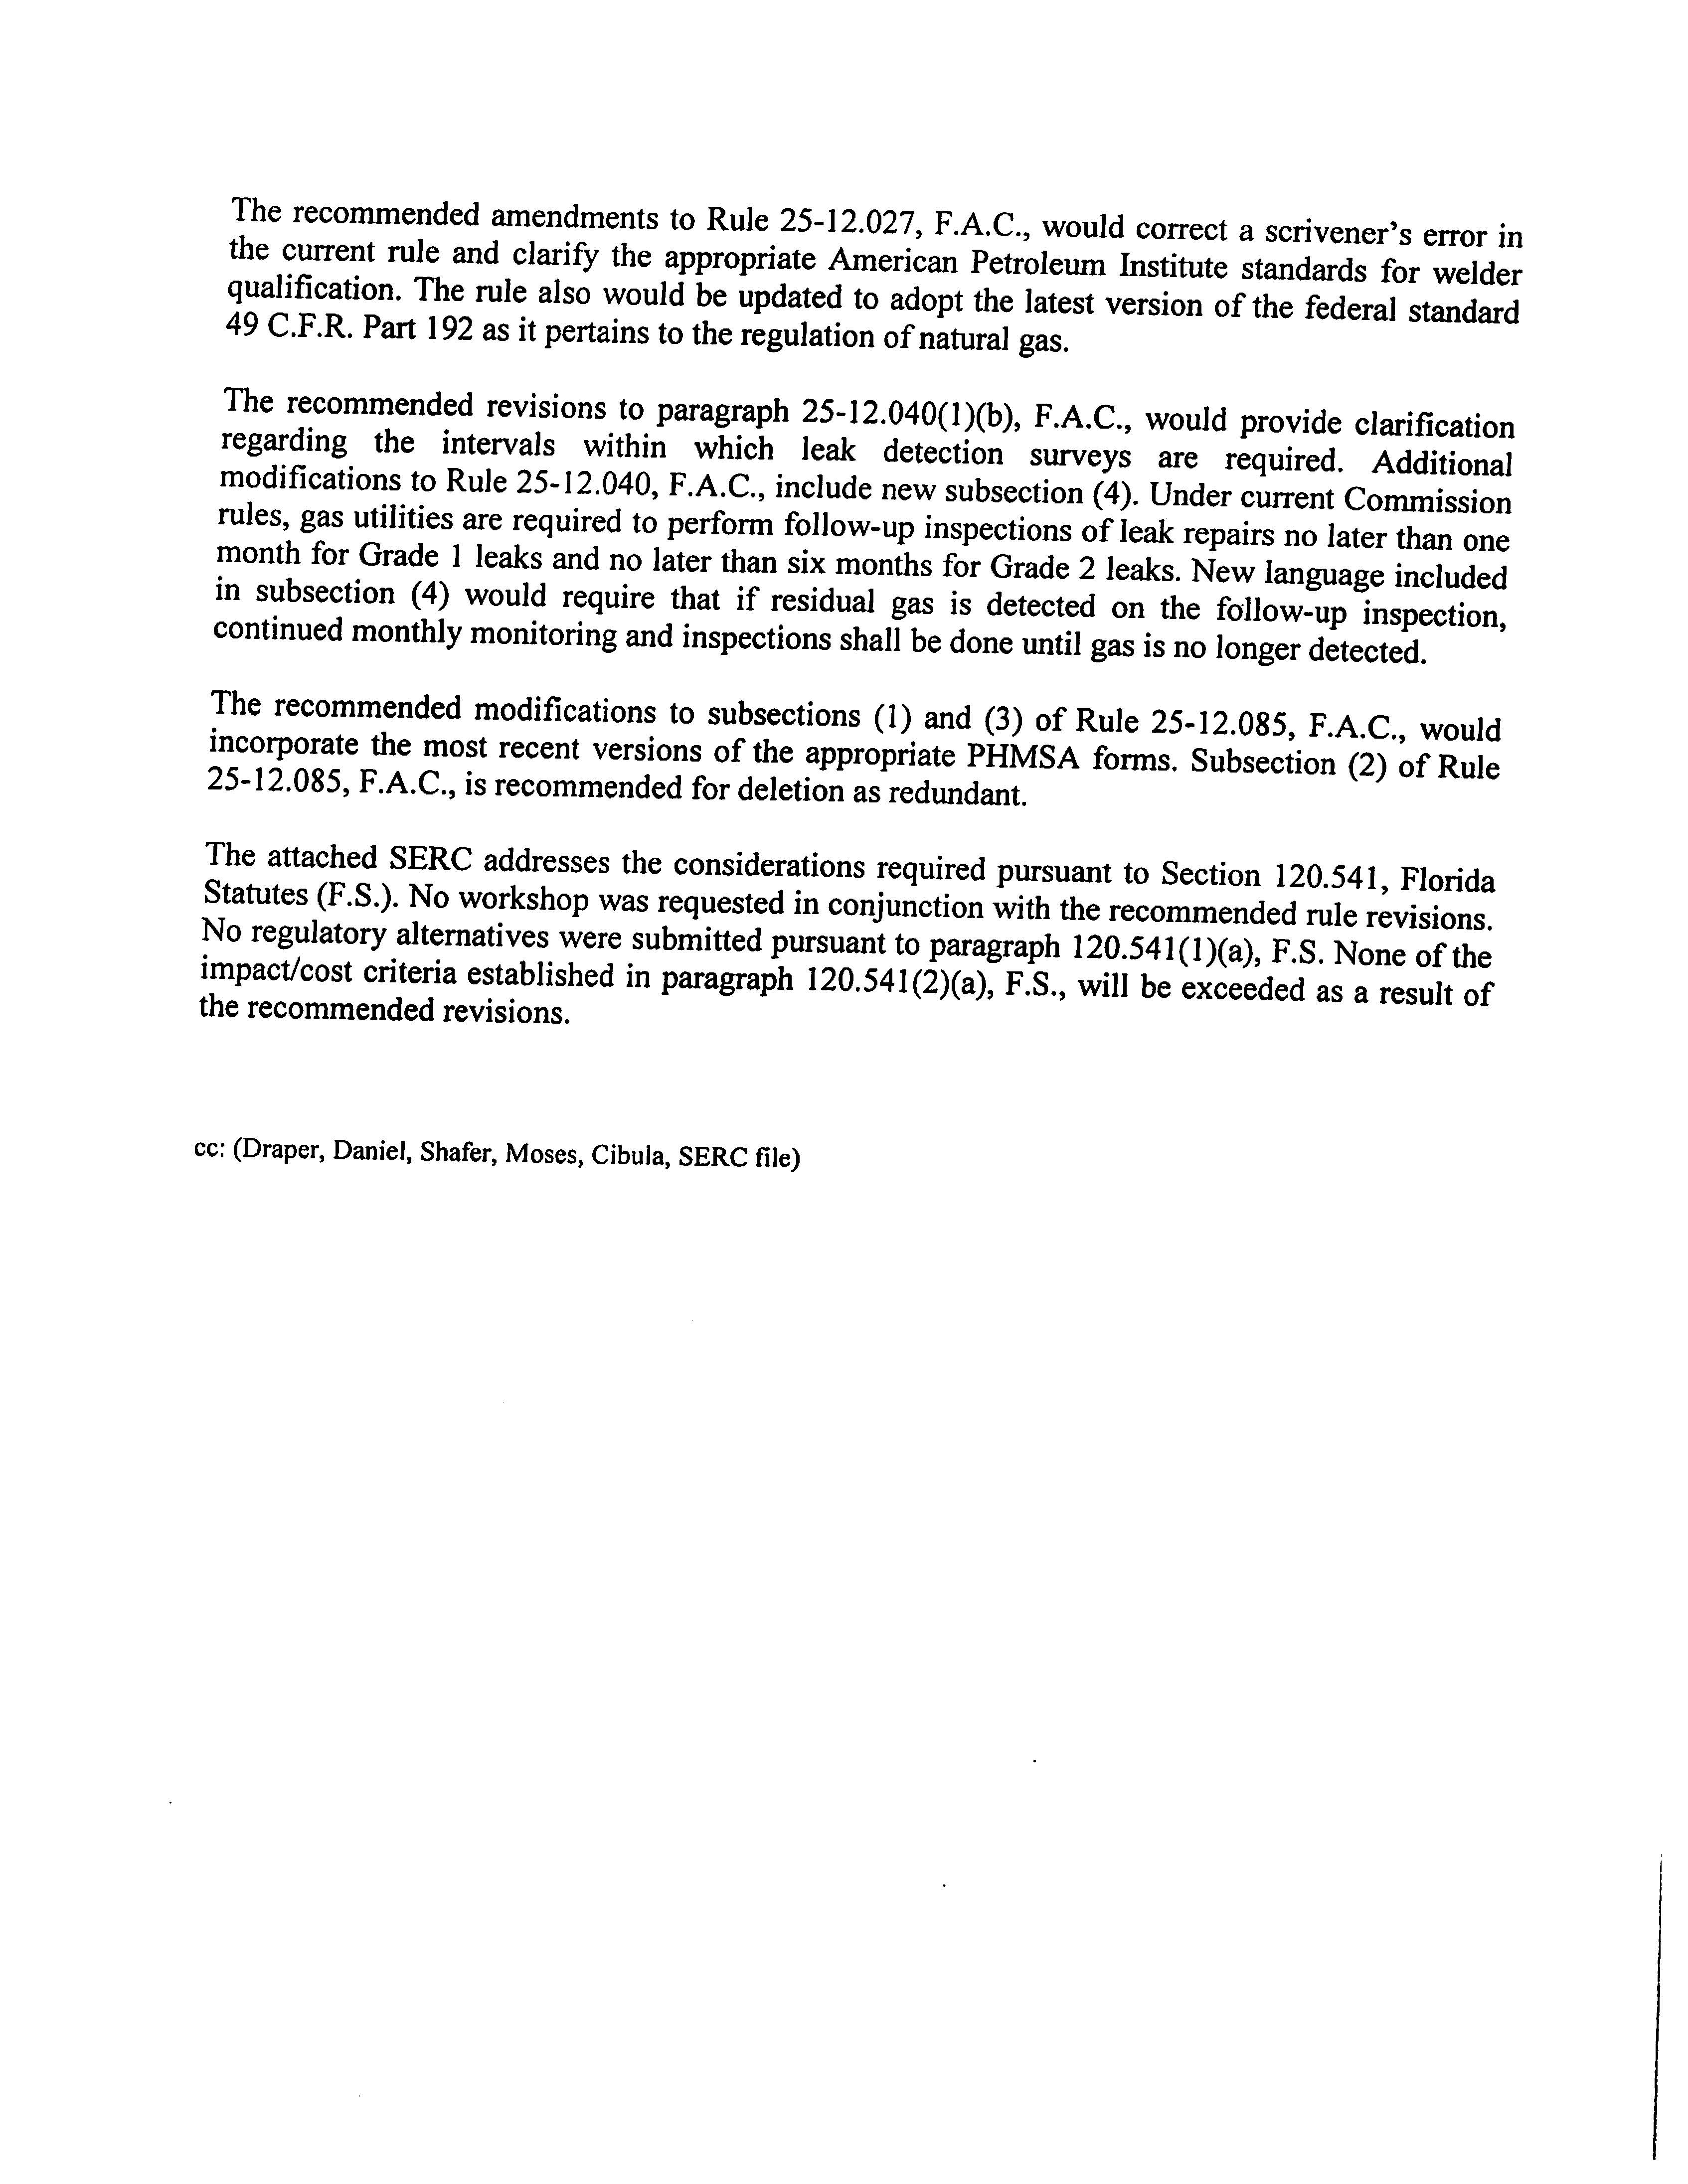 The recommended amendments to Rule 25-12.027, F.A.C., would correct a scrivener's error in
the current rule and clarify the appropriate American Petroleum Institute standards for welder
qualification. The rule also would be updated to adopt the latest version of the federal standard
49 C.F.R. Part 192 as it pertains to the regulation of natural gas.
The recommended revisions to paragraph 25-12.040(1)(b), F.A.C., would provide clarification
regarding the intervals within which leak detection surveys are required. Additional
modifications to Rule 25-12.040, F.A.C., include new subsection (4). Under current Commission
rules, gas utilities are required to perform follow-up inspections of leak repairs no later than one
month for Grade 1 leaks and no later than six months for Grade 2 leaks. New language included
in subsection (4) would require that if residual gas is detected on the follow-up inspection,
continued monthly monitoring and inspections shall be done until gas is no longer detected.
The recommended modifications to subsections (1) and (3) of Rule 25-12.085, F.A.C., would
incorporate the most recent versions of the appropriate PHMSA forms. Subsection (2) of Rule
25-12.085, F.A.C., is recommended for deletion as redundant.
The attached SERC addresses the considerations required pursuant to Section 120.541, Florida
Statutes (F.S.). No workshop was requested in conjunction with the recommended rule revisions.
No regulatory alternatives were submitted pursuant to paragraph 120.541(1)(a), F.S. None of the
impact/cost criteria established in paragraph 120.541(2)(a), F.S., will be exceeded as a result of
the recommended revisions.
cc: (Draper, Daniel, Shafer, Moses, Cibula, SERC file)